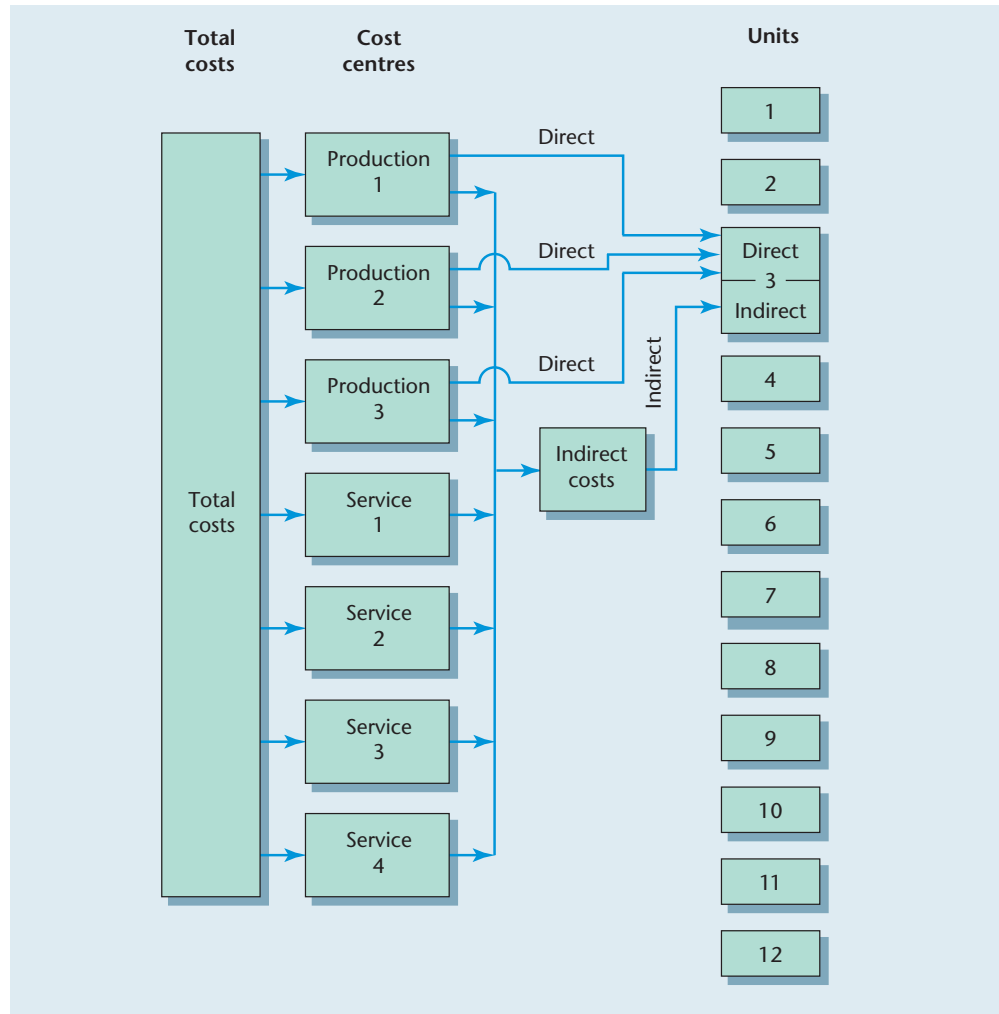 Total
costs
Cost
centres
Units
Total
costs
Production
1
Production
2
Production
3
Service
1
Service
2
Service
3
Service
4
Direct
Direct
Direct
Indirect
costs
Indirect
1
2
Direct
3
Indirect
4
5
6
7
8
9
10
11
12